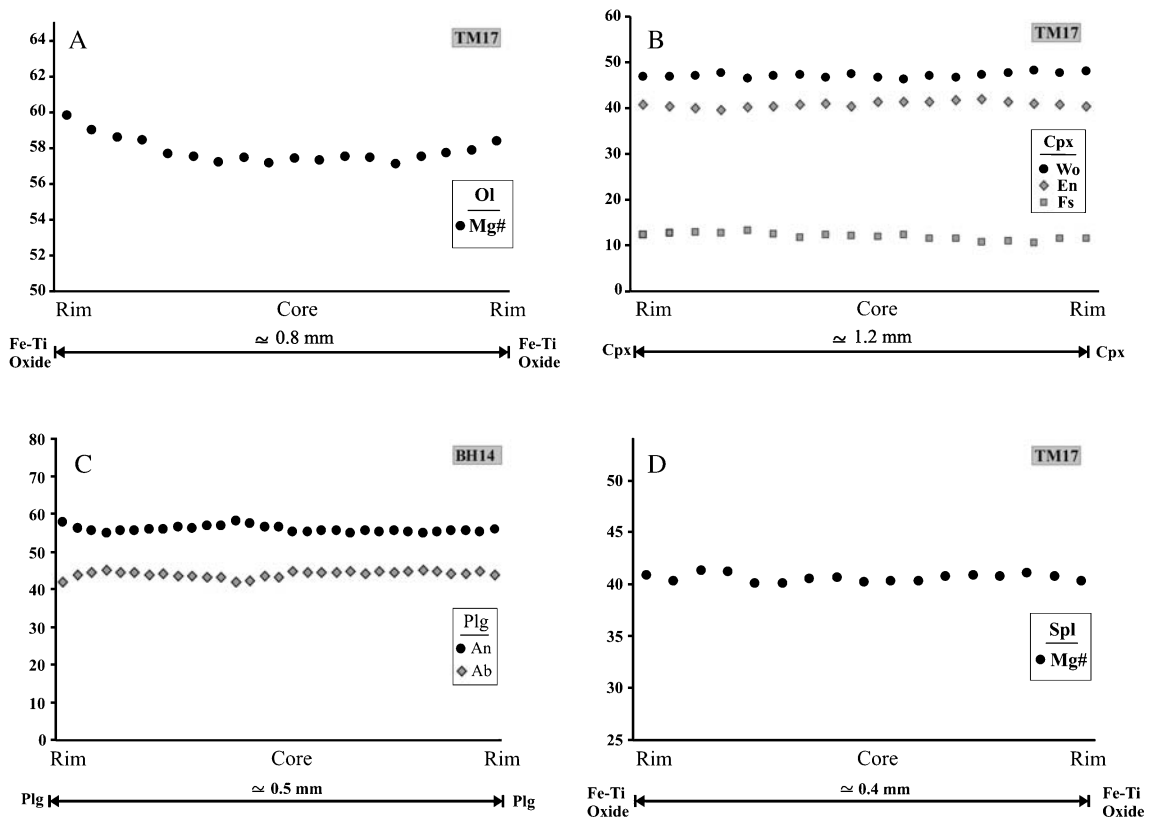 A
TM17
64
62
60
58
56
54
52
50
Ol
Mg#
Rim
Core
Rim
Fe-Ti
Oxide
≃ 0.8 mm
Fe-Ti
Oxide
B
TM17
60
50
40
30
20
10
0
Cpx
Wo
En
Fs
Rim
Core
Rim
Cpx
≃ 1.2 mm
Cpx
C
BH14
80
70
60
50
40
30
20
10
0
Plg
An
Ab
Rim
Core
Rim
Plg
≃ 0.5 mm
Plg
D
TM17
50
45
40
35
30
25
Spl
Mg#
Rim
Core
Rim
Fe-Ti
Oxide
≃ 0.4 mm
Fe-Ti
Oxide